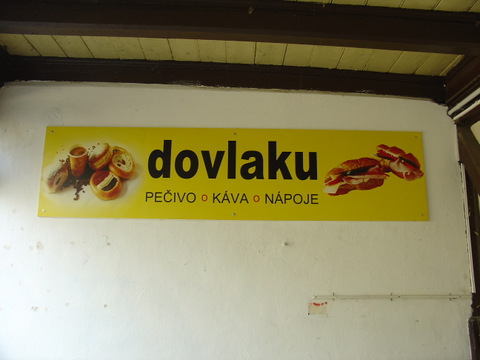 dovlaku
PEČIVO o KÁVA o NÁPOJE